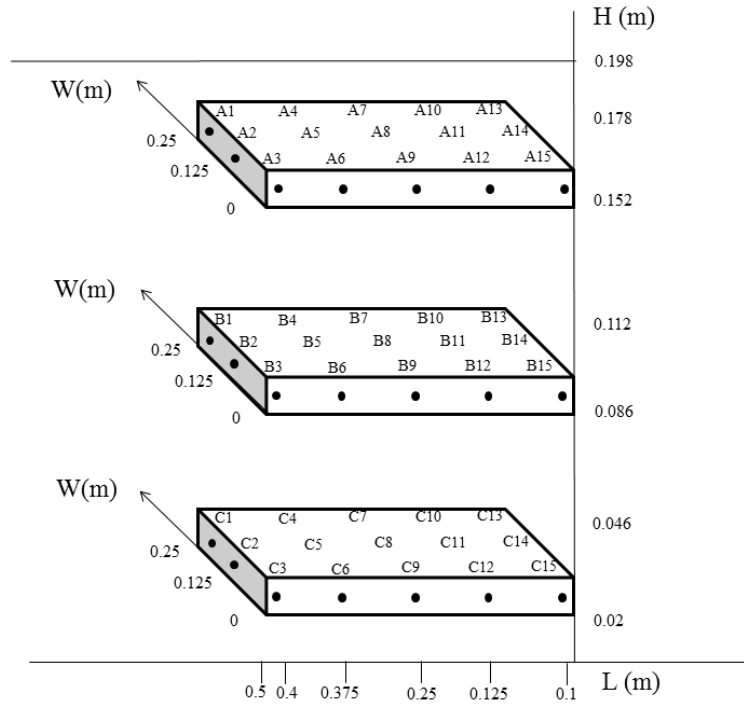 H (m)
0.198
W(m)
0.178
A1 A4 A7 A10 A13
0.25
A2 A5 A8 A11 A14
0.125
A3 A6 A9 A12 A15
0
0.152
W(m)
B1 B4 B7 B10 B13
0.112
0.25
B2 B5 B8 B11 B14
0.125
B3 B6 B9 B12 B15
0
0.086
W(m)
C1 C4 C7 C10 C13
0.046
0.25
C2 C5 C8 C11 C14
0.125
C3 C6 C9 C12 C15
0
0.02
L (m)
0.5 0.4 0.375 0.25 0.125 0.1